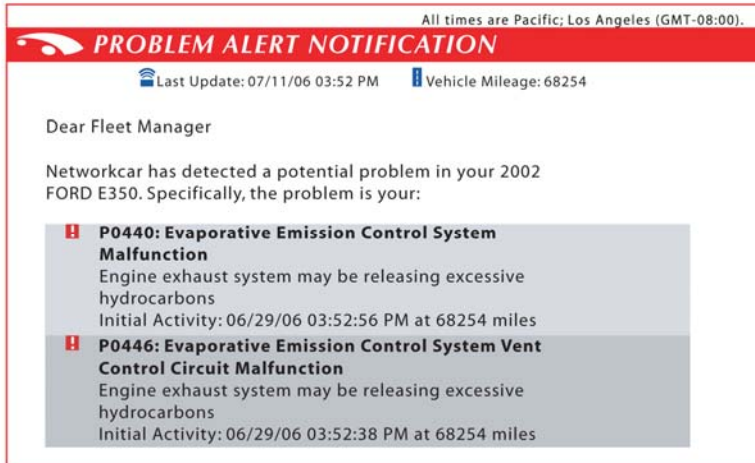 All times are Pacific; Los Angeles (GMT-08:00).
PROBLEM ALERT NOTIFICATION
Last Update: 07/11/06 03:52 PM Vehicle Mileage: 68254
Dear Fleet Manager
Networkcar has detected a potential problem in your 2002
FORD E350. Specifically, the problem is your:
P0440: Evaporative Emission Control System
Malfunction
Engine exhaust system may be releasing excessive
hydrocarbons
Initial Activity: 06/29/06 03:52:56 PM at 68254 miles
P0446: Evaporative Emission Control System Vent
Control Circuit Malfunction
Engine exhaust system may be releasing excessive
hydrocarbons
Initial Activity: 06/29/06 03:52:38 PM at 68254 miles